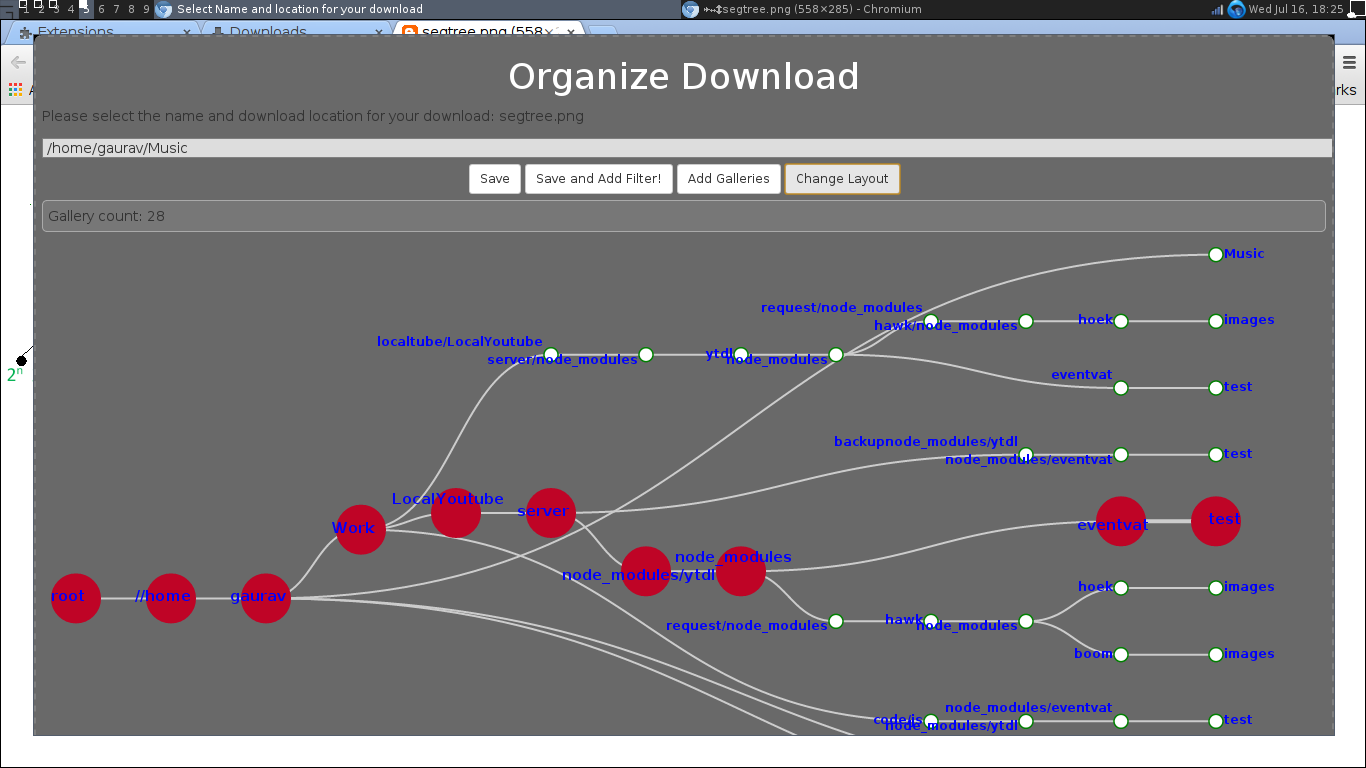 1 2 3 4 5 6 7 8 9 Select Name and location for your download segtree.png (558×285) - Chromium Wed Jul 16, 18:25
Extensions × Downloads × segtree.png (558× ×
rks
Organize Download
Please select the name and download location for your download: segtree.png
/home/gaurav/Music
Save Save and Add Filter! Add Galleries Change Layout
Gallery count: 28
Music
request/node_modules
hawk/node_modules hoek images
localtube/LocalYoutube
server/node_modules ytdl node_modules
eventvat test
2ⁿ
backupnode_modules/ytdl
node_modules/eventvat test
LocalYoutube
server
Work
eventvat test
node_modules
node_modules/ytdl
root //home gaurav
hoek images
request/node_modules hawk node_modules
boom images
node_modules/eventvat
code/js node_modules/ytdl test